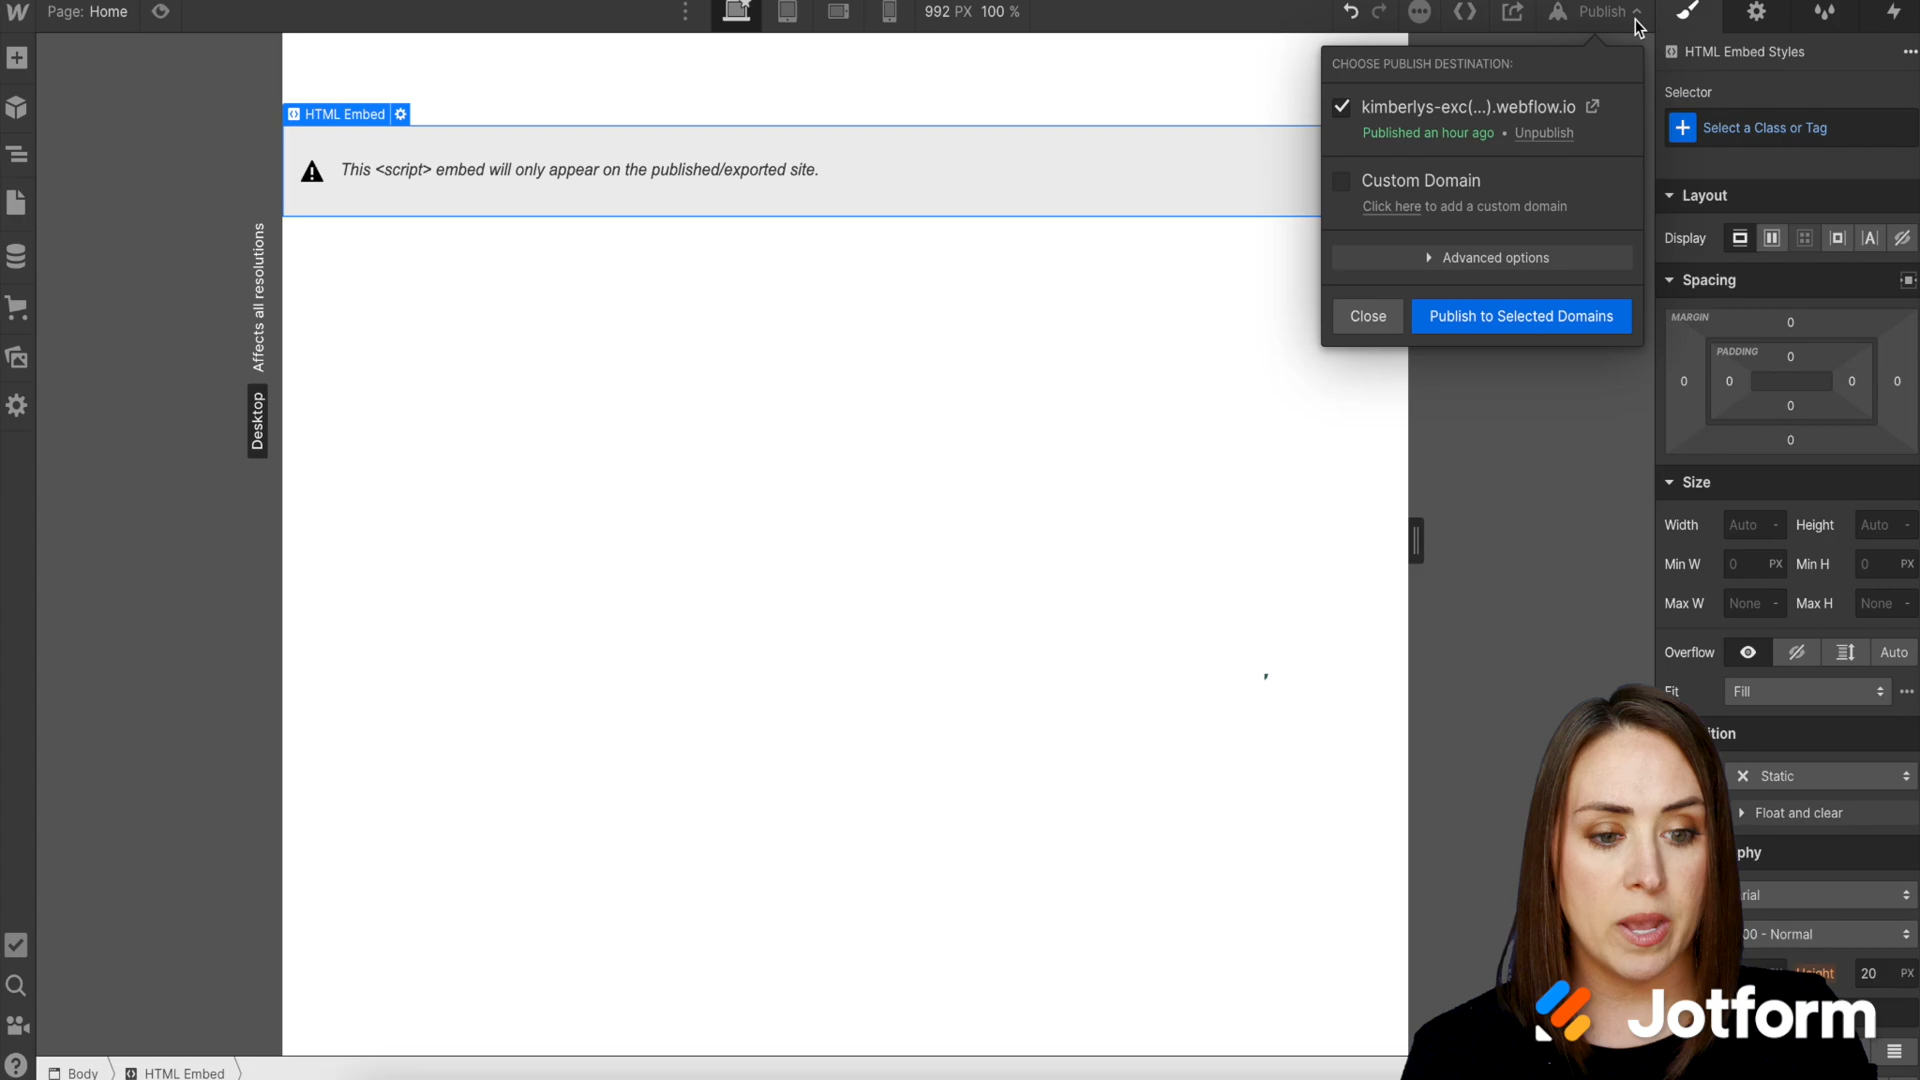 Page: Home
992 PX 100 %
Publish
HTML Embed
This <script> embed will only appear on the published/exported site.
Affects all resolutions
Desktop
CHOOSE PUBLISH DESTINATION:
kimberlys-exc(...).webflow.io
Published an hour ago • Unpublish
Custom Domain
Click here to add a custom domain
Advanced options
Close
Publish to Selected Domains
HTML Embed Styles
Selector
Select a Class or Tag
Layout
Display
Spacing
MARGIN
0
PADDING
0
0 0 0 0
0
0
Size
Width Auto - Height Auto -
Min W 0 PX Min H 0 PX
Max W None - Max H None -
Overflow Auto
Fit Fill
Static
Float and clear
- Normal
Height 20 PX
Jotform
Body HTML Embed